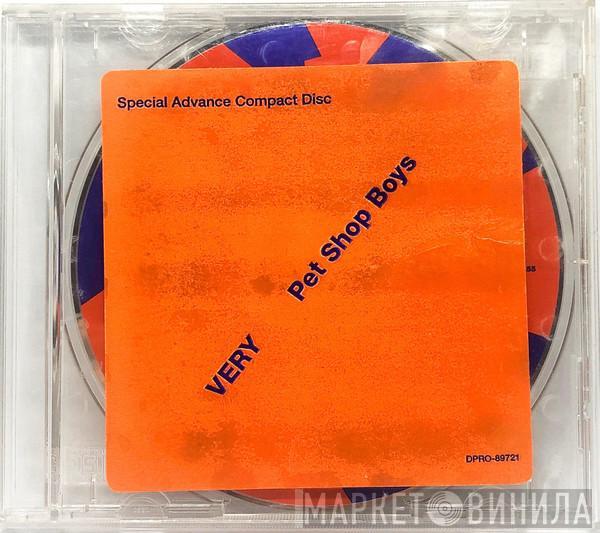 Special Advance Compact Disc
VERY
Pet Shop Boys
DPRO-89721
МАРКЕТ ВИНИЛА